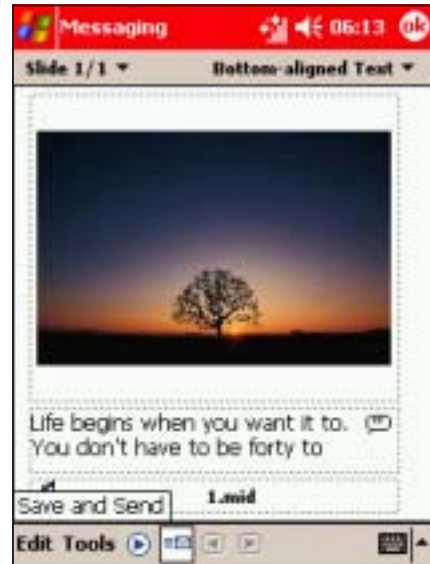 Messaging 06:13 ok
Slide 1/1 Bottom-aligned Text
Life begins when you want it to.
You don't have to be forty to
1.mid
Save and Send
Edit Tools